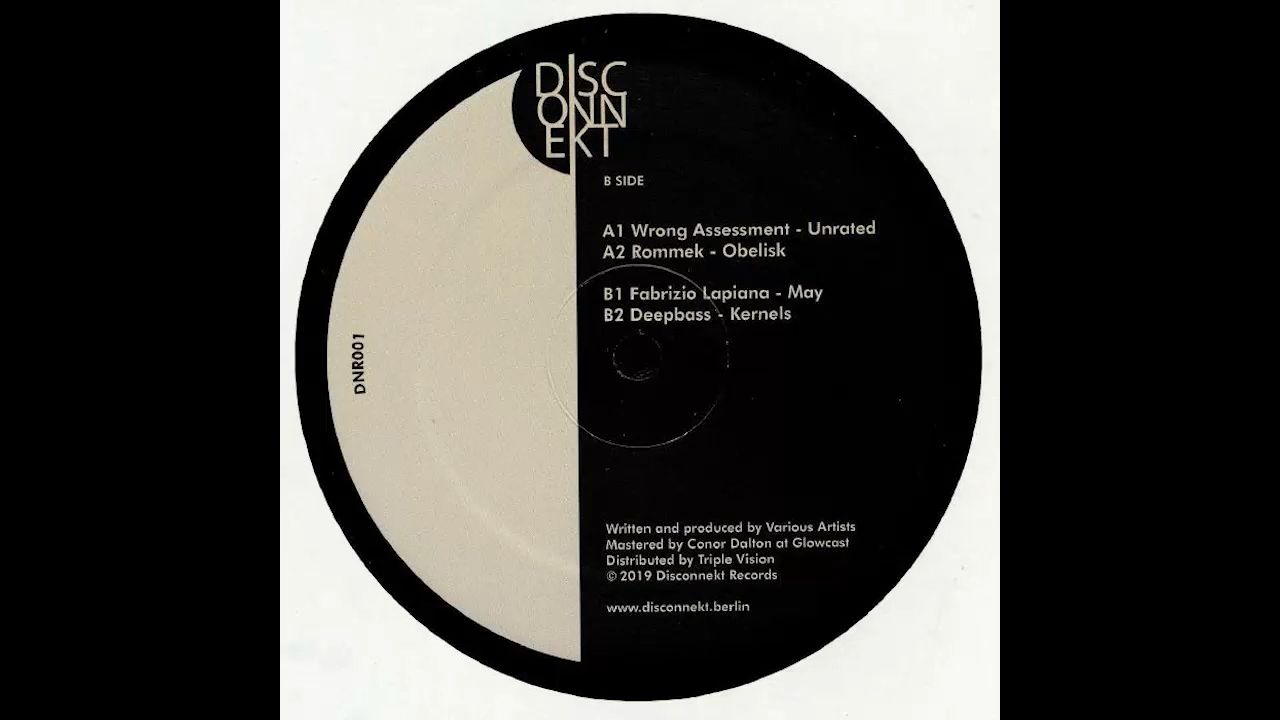 DISC
ONN
EKT
B SIDE
A1 Wrong Assessment - Unrated
A2 Rommek - Obelisk
B1 Fabrizio Lapiana - May
B2 Deepbass - Kernels
DNR001
Written and produced by Various Artists
Mastered by Conor Dalton at Glowcast
Distributed by Triple Vision
© 2019 Disconnekt Records
www.disconnekt.berlin